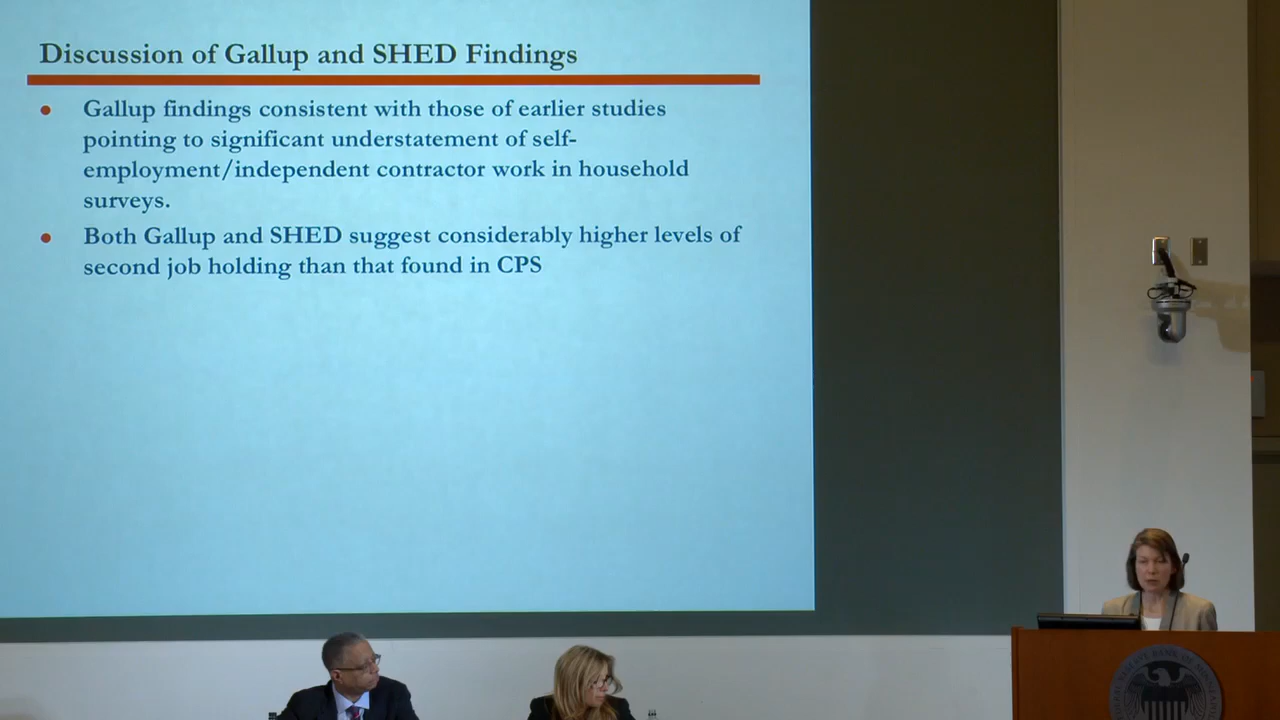 Discussion of Gallup and SHED Findings
Gallup findings consistent with those of earlier studies
pointing to significant understatement of self-
employment/independent contractor work in household
surveys.
Both Gallup and SHED suggest considerably higher levels of
second job holding than that found in CPS